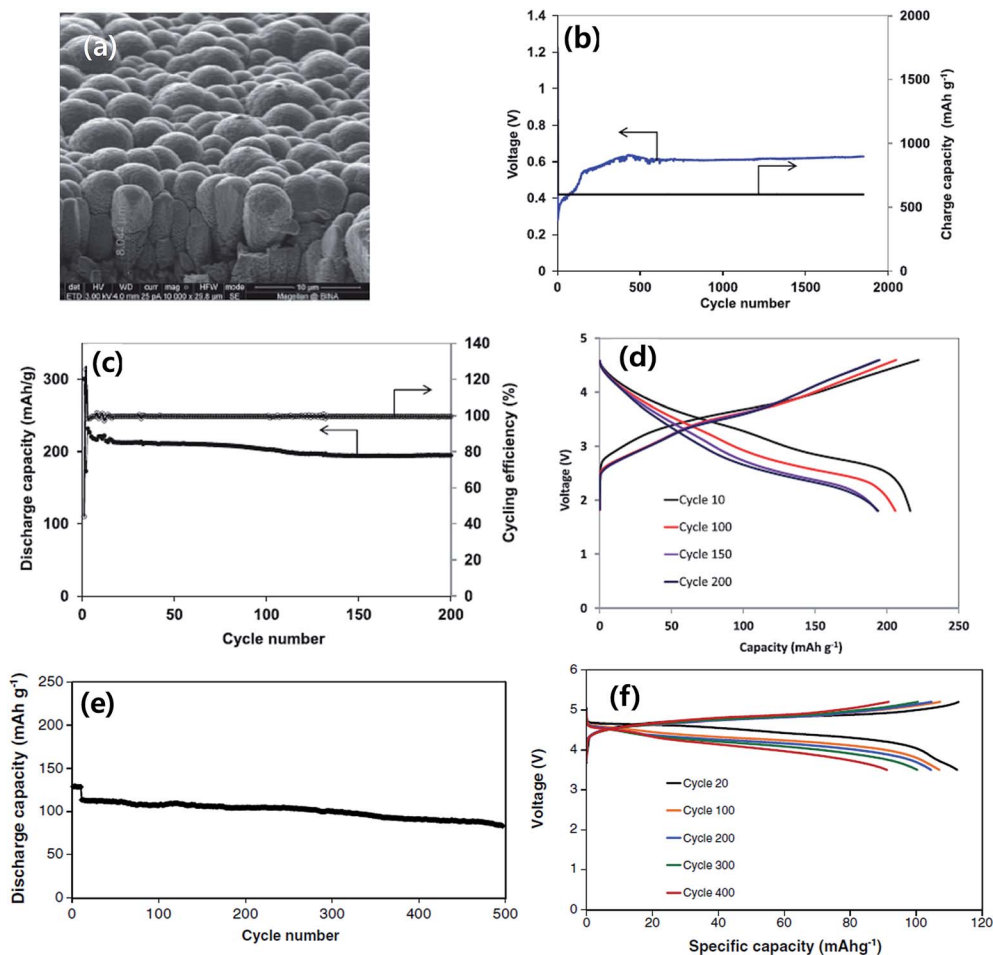 (a)
8.044
det HV WD curr mag HFW mode 10 µm
ETD 3.00 kV 4.0 mm 25 pA 10 000 x 29.8 µm SE Magellan @ BINA
(b)
1.4
1.2
1
0.8
0.6
0.4
0.2
0
Voltage (V)
2000
1500
1000
500
0
Charge capacity (mAh g-1)
0 500 1000 1500 2000
Cycle number
(c)
300
200
100
0
Discharge capacity (mAh/g)
140
120
100
80
60
40
20
0
Cycling efficiency (%)
0 50 100 150 200
Cycle number
(d)
5
4
3
2
1
0
Voltage (V)
Cycle 10
Cycle 100
Cycle 150
Cycle 200
0 50 100 150 200 250
Capacity (mAh g-1)
(e)
250
200
150
100
50
0
Discharge capacity (mAh g-1)
0 100 200 300 400 500
Cycle number
(f)
6
5
4
3
2
1
0
Voltage (V)
Cycle 20
Cycle 100
Cycle 200
Cycle 300
Cycle 400
0 20 40 60 80 100 120
Specific capacity (mAhg-1)